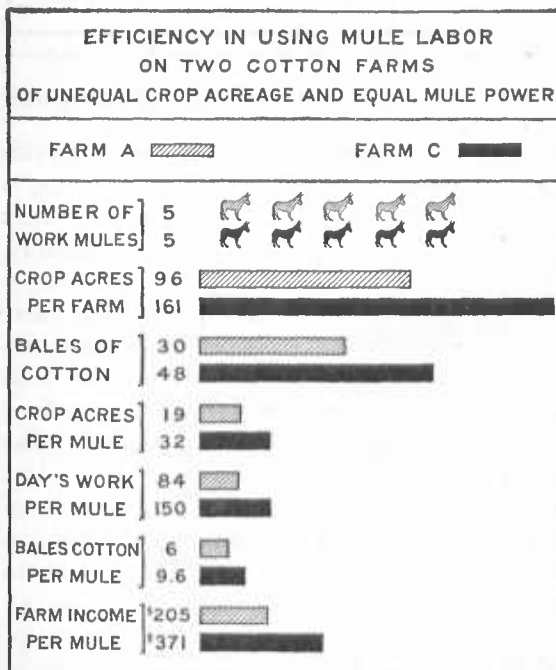 EFFICIENCY IN USING MULE LABOR
ON TWO COTTON FARMS
OF UNEQUAL CROP ACREAGE AND EQUAL MULE POWER
FARM A FARM C
NUMBER OF 5
WORK MULES 5
CROP ACRES 96
PER FARM 161
BALES OF 30
COTTON 48
CROP ACRES 19
PER MULE 32
DAY'S WORK 84
PER MULE 150
BALES COTTON 6
PER MULE 9.6
FARM INCOME $205
PER MULE $371